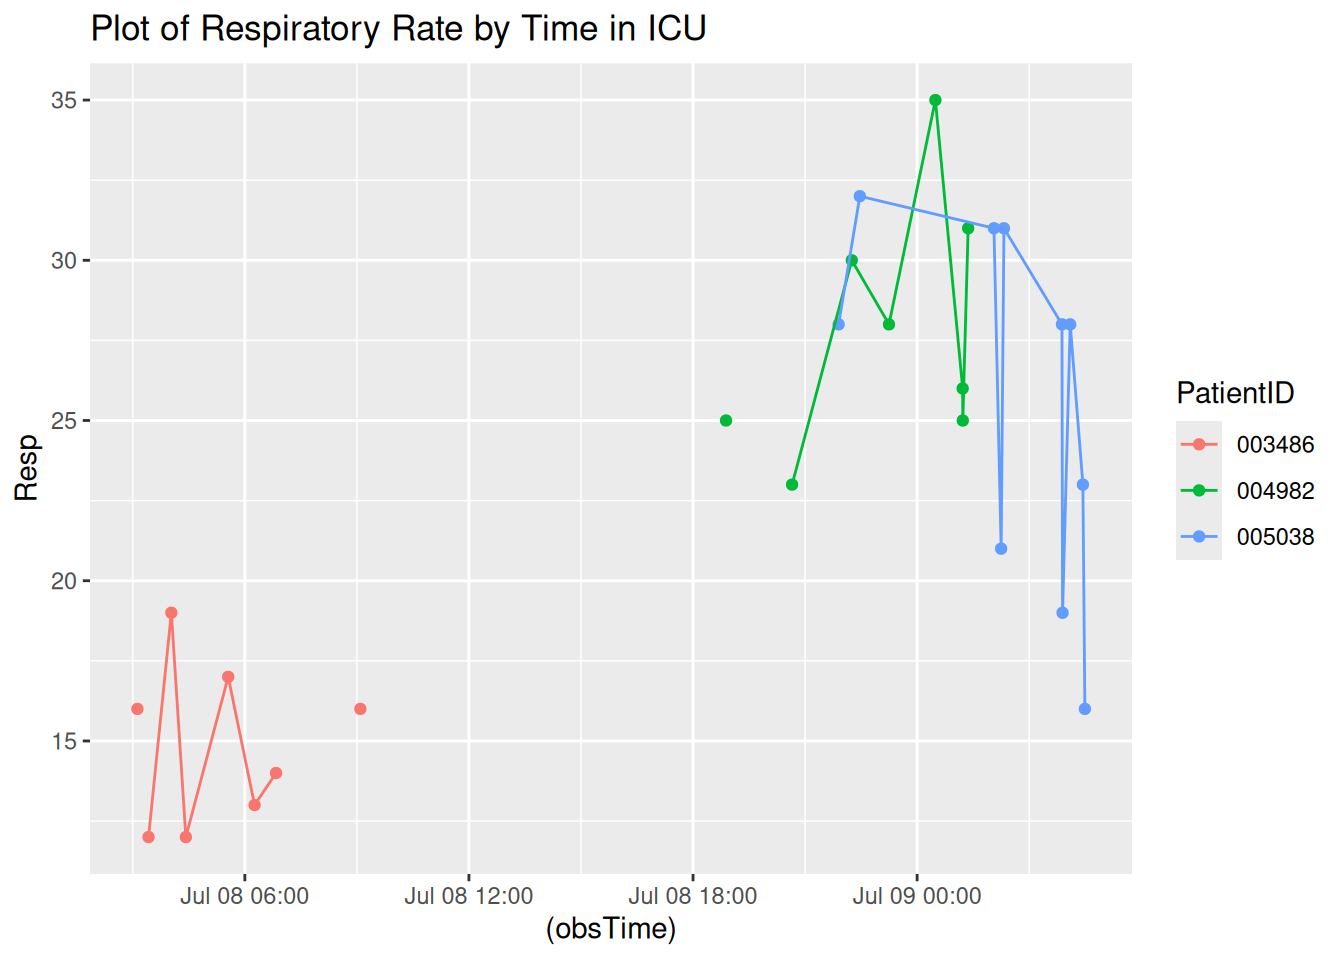 Plot of Respiratory Rate by Time in ICU
35
30
25
20
15
Resp
Jul 08 06:00 Jul 08 12:00 Jul 08 18:00 Jul 09 00:00
(obsTime)
PatientID
003486
004982
005038